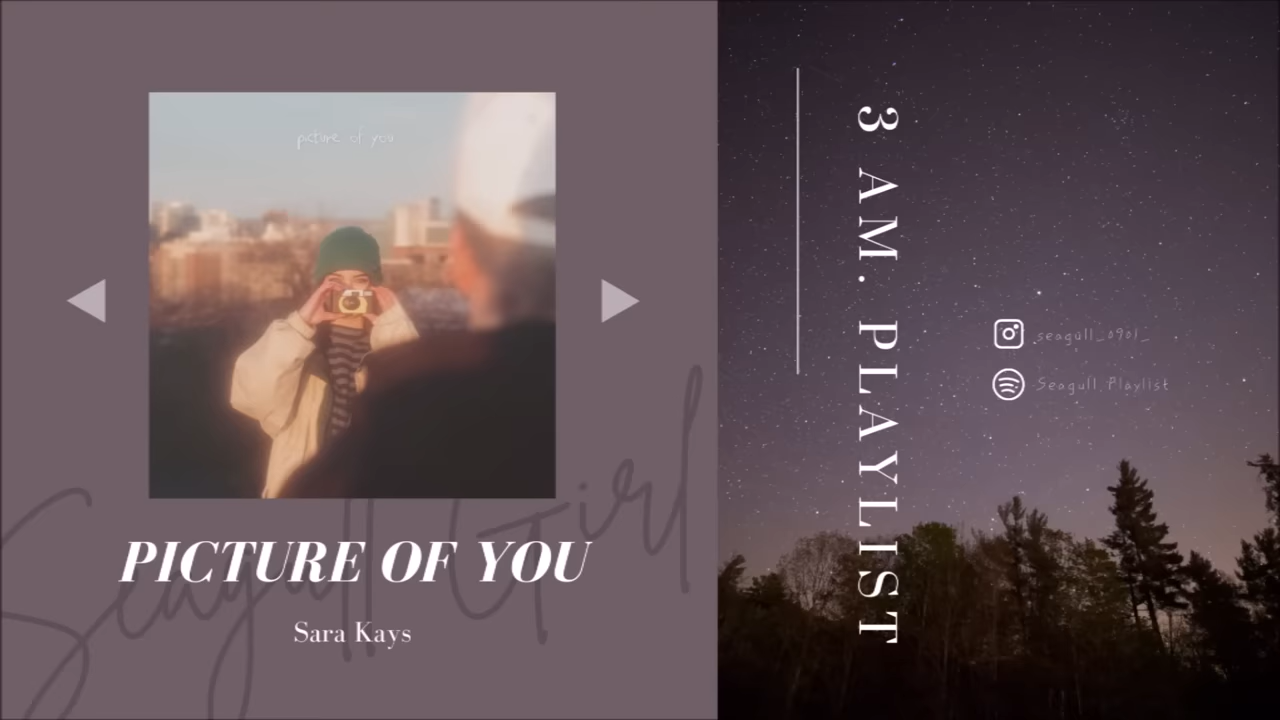 picture of you
PICTURE OF YOU
Sara Kays
Seagull Girl
3 AM. PLAYLIST
seagull_0901_
Seagull Playlist